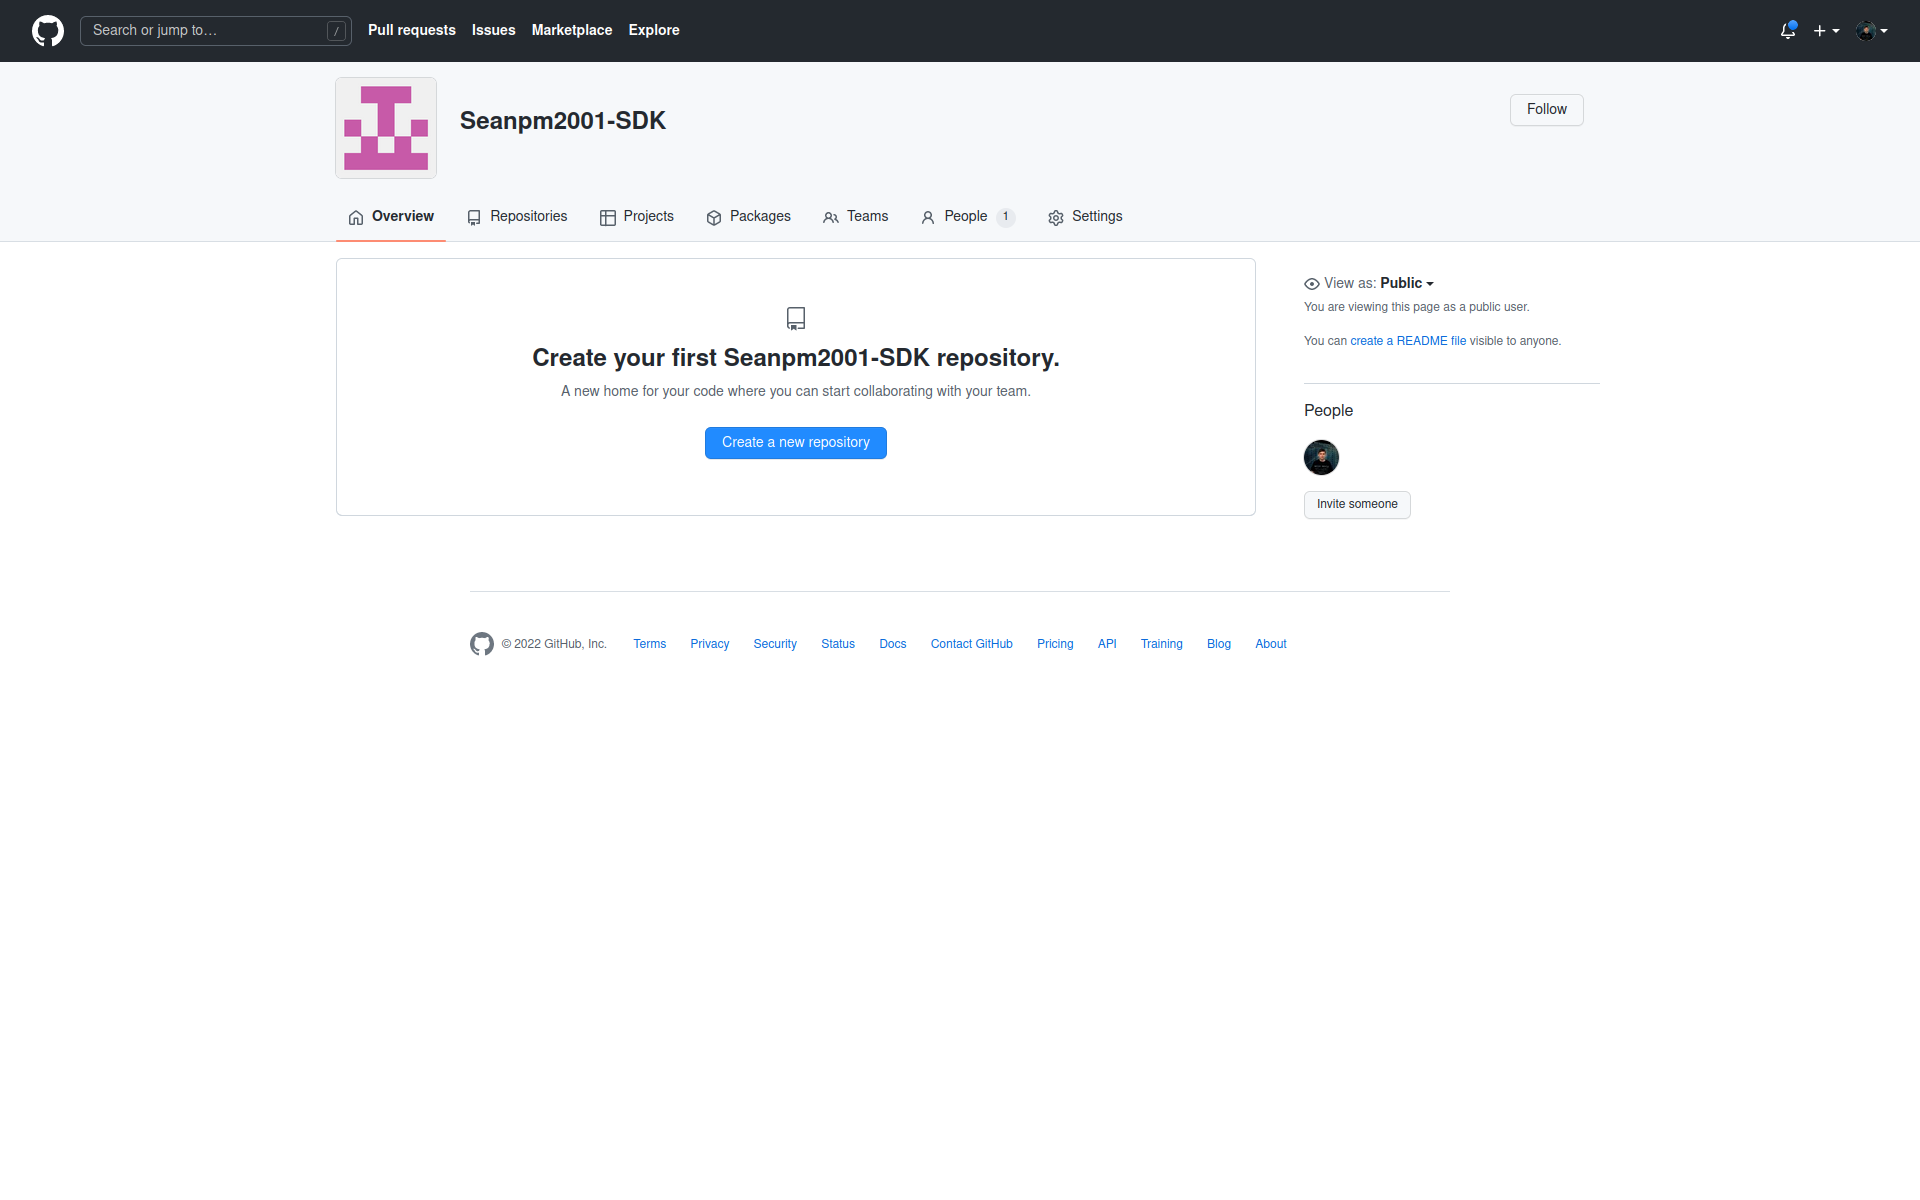 Search or jump to…
/
Pull requests
Issues
Marketplace
Explore
Seanpm2001-SDK
Follow
Overview
Repositories
Projects
Packages
Teams
People 1
Settings
Create your first Seanpm2001-SDK repository.
A new home for your code where you can start collaborating with your team.
Create a new repository
View as: Public
You are viewing this page as a public user.
You can create a README file visible to anyone.
People
Invite someone
© 2022 GitHub, Inc.
Terms
Privacy
Security
Status
Docs
Contact GitHub
Pricing
API
Training
Blog
About